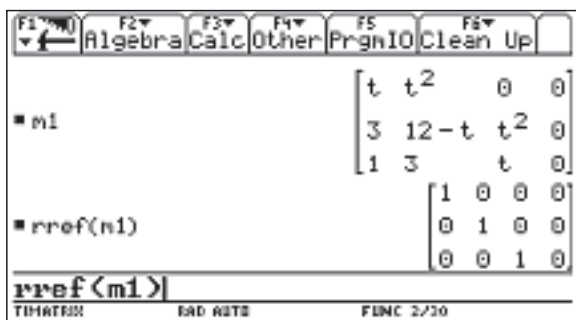 F1 F2▼ F3▼ F4▼ F5 F6▼
Algebra Calc Other PrgmIO Clean Up
[t t² 0 0]
■ m1 [3 12-t t² 0]
[1 3 t 0]
[1 0 0 0]
■ rref(m1) [0 1 0 0]
[0 0 1 0]
rref(m1)
TIMATRIX RAD AUTO FUNC 2/30